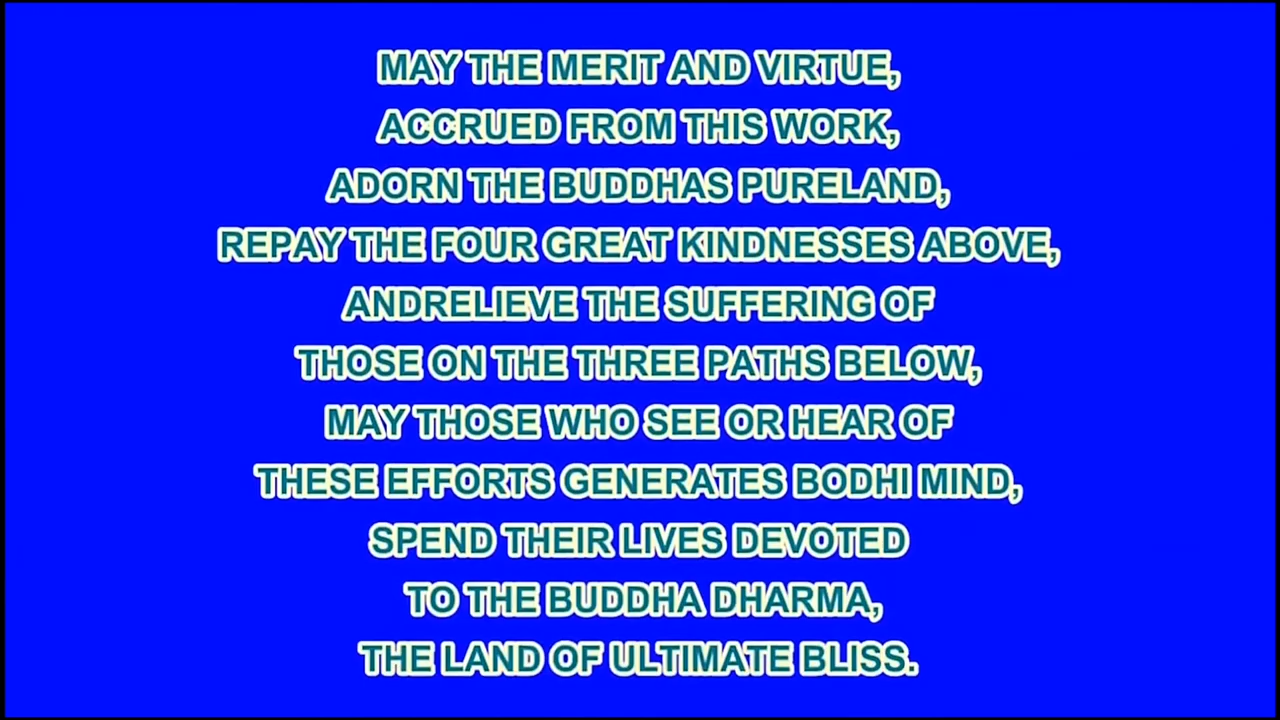 MAY THE MERIT AND VIRTUE,
ACCRUED FROM THIS WORK,
ADORN THE BUDDHAS PURELAND,
REPAY THE FOUR GREAT KINDNESSES ABOVE,
ANDRELIEVE THE SUFFERING OF
THOSE ON THE THREE PATHS BELOW,
MAY THOSE WHO SEE OR HEAR OF
THESE EFFORTS GENERATES BODHI MIND,
SPEND THEIR LIVES DEVOTED
TO THE BUDDHA DHARMA,
THE LAND OF ULTIMATE BLISS.